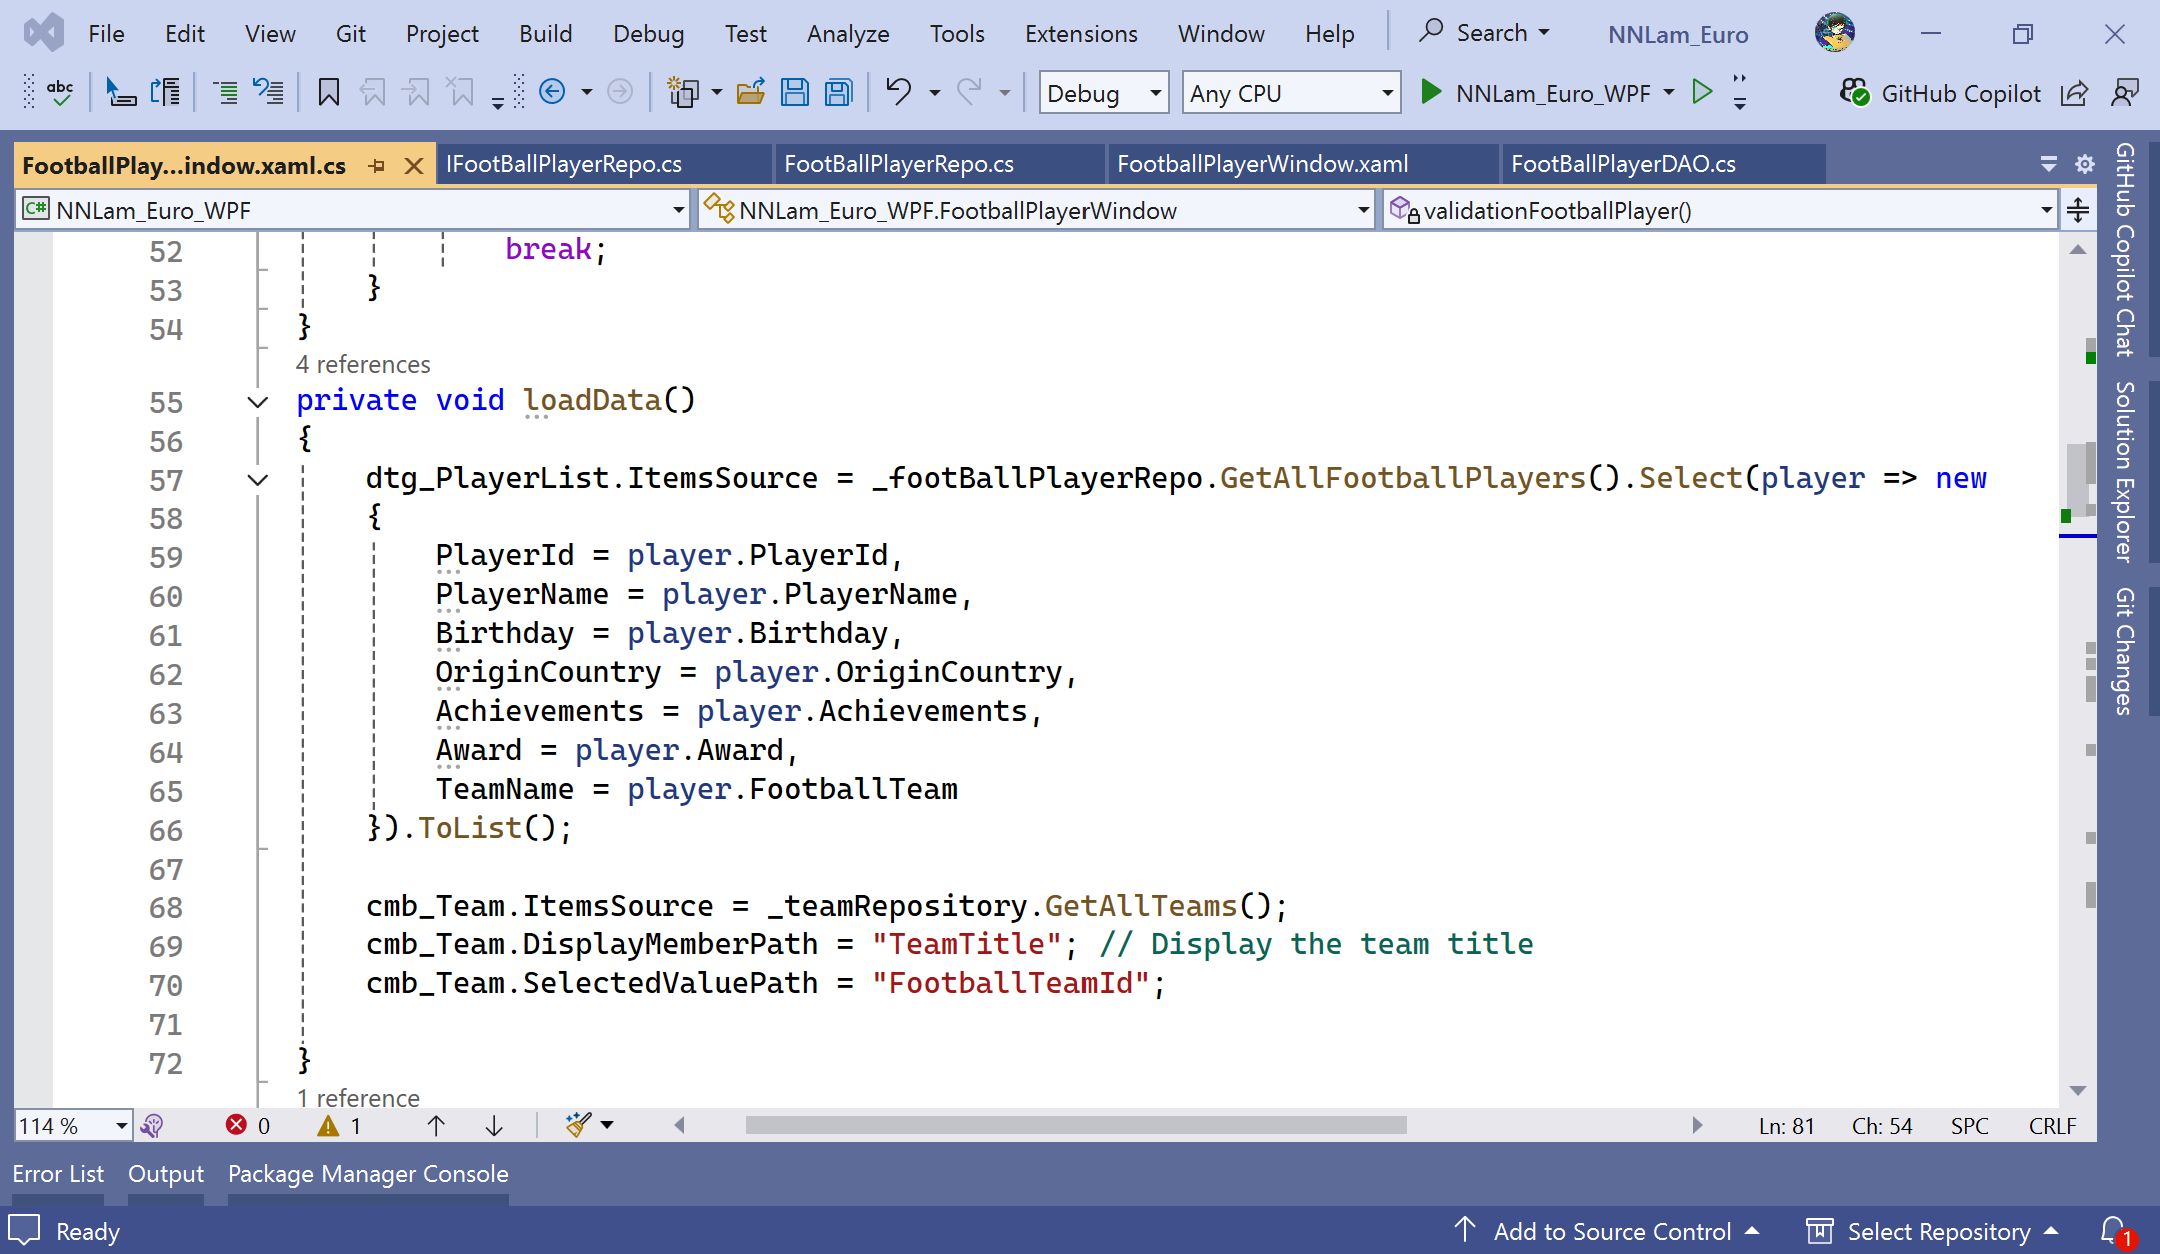 File Edit View Git Project Build Debug Test Analyze Tools Extensions Window Help Search NNLam_Euro
abc Debug Any CPU NNLam_Euro_WPF GitHub Copilot
FootballPlay...indow.xaml.cs IFootBallPlayerRepo.cs FootBallPlayerRepo.cs FootballPlayerWindow.xaml FootBallPlayerDAO.cs
C# NNLam_Euro_WPF NNLam_Euro_WPF.FootballPlayerWindow validationFootballPlayer()
52 break;
53 }
54 }
4 references
55 private void loadData()
56 {
57 dtg_PlayerList.ItemsSource = _footBallPlayerRepo.GetAllFootballPlayers().Select(player => new
58 {
59 PlayerId = player.PlayerId,
60 PlayerName = player.PlayerName,
61 Birthday = player.Birthday,
62 OriginCountry = player.OriginCountry,
63 Achievements = player.Achievements,
64 Award = player.Award,
65 TeamName = player.FootballTeam
66 }).ToList();
67
68 cmb_Team.ItemsSource = _teamRepository.GetAllTeams();
69 cmb_Team.DisplayMemberPath = "TeamTitle"; // Display the team title
70 cmb_Team.SelectedValuePath = "FootballTeamId";
71
72 }
1 reference
GitHub Copilot Chat
Solution Explorer
Git Changes
114 % 0 1 Ln: 81 Ch: 54 SPC CRLF
Error List Output Package Manager Console
Ready Add to Source Control Select Repository 1